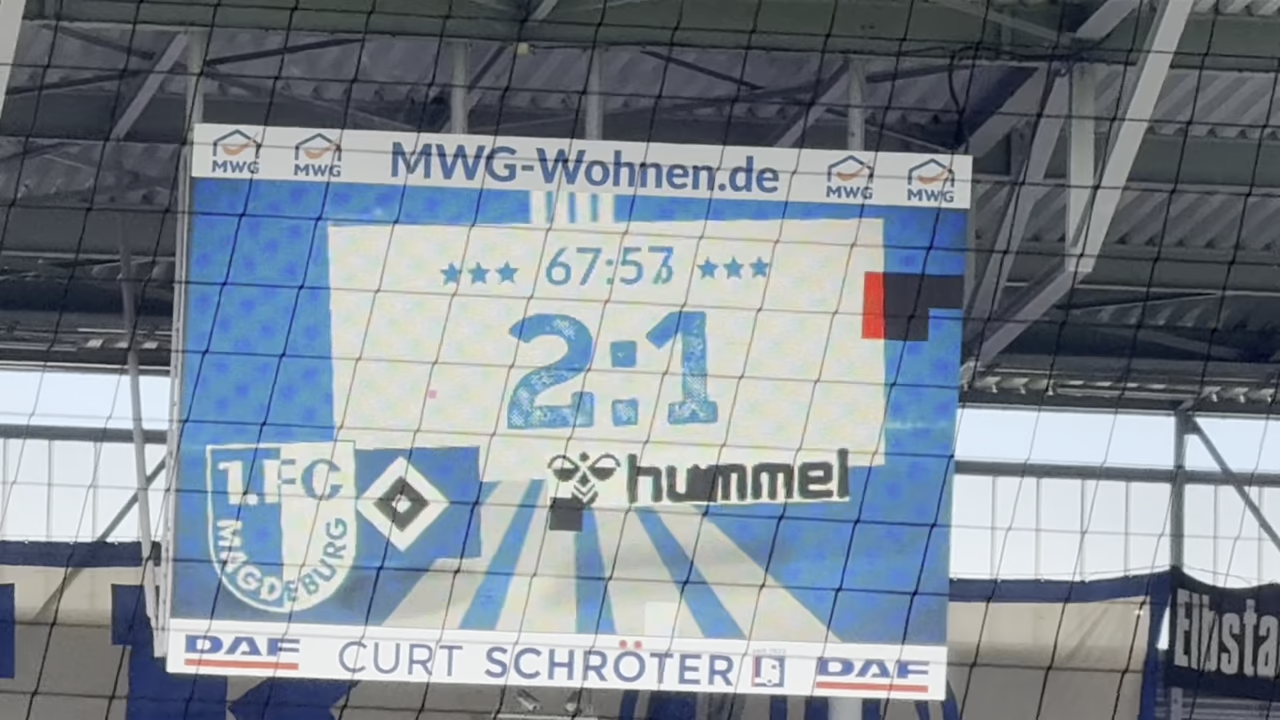 MWG MWG MWG-Wohnen.de MWG MWG
67:57
2:1
1.FC MAGDEBURG
hummel
DAF CURT SCHRÖTER DAF
Elbsta